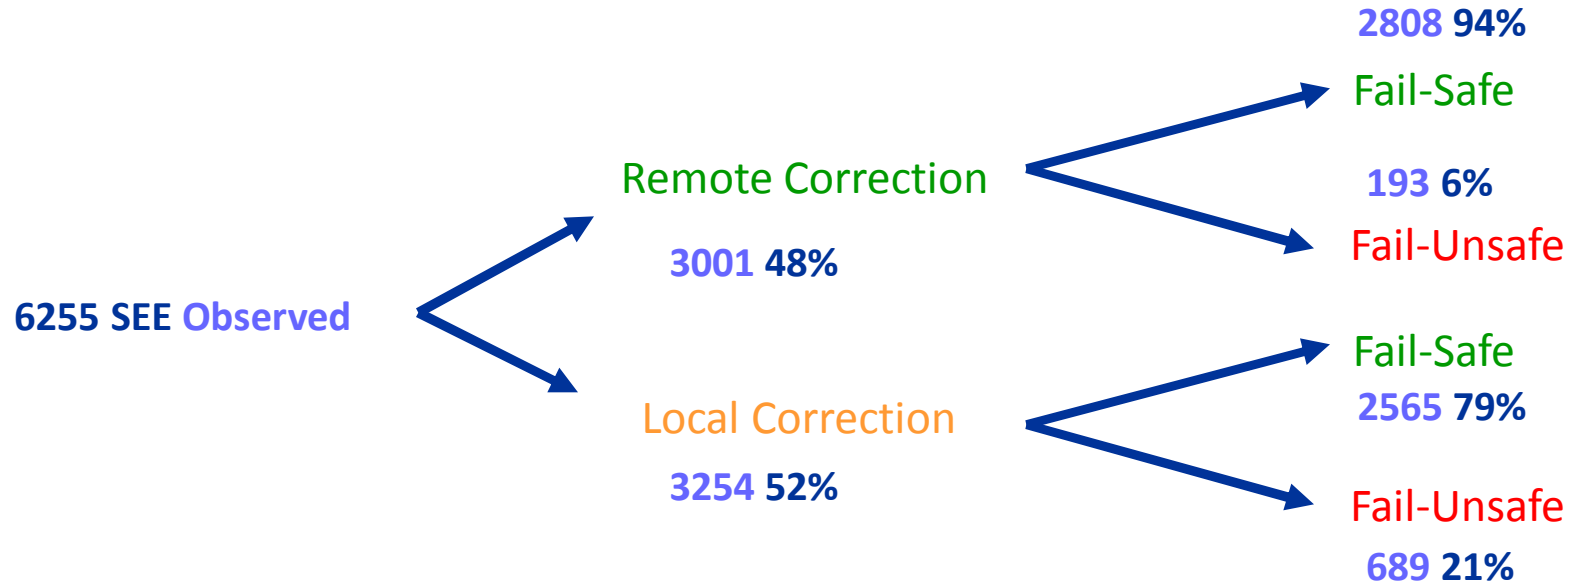 6255 SEE Observed
Remote Correction
3001 48%
Local Correction
3254 52%
2808 94%
Fail-Safe
193 6%
Fail-Unsafe
Fail-Safe
2565 79%
Fail-Unsafe
689 21%